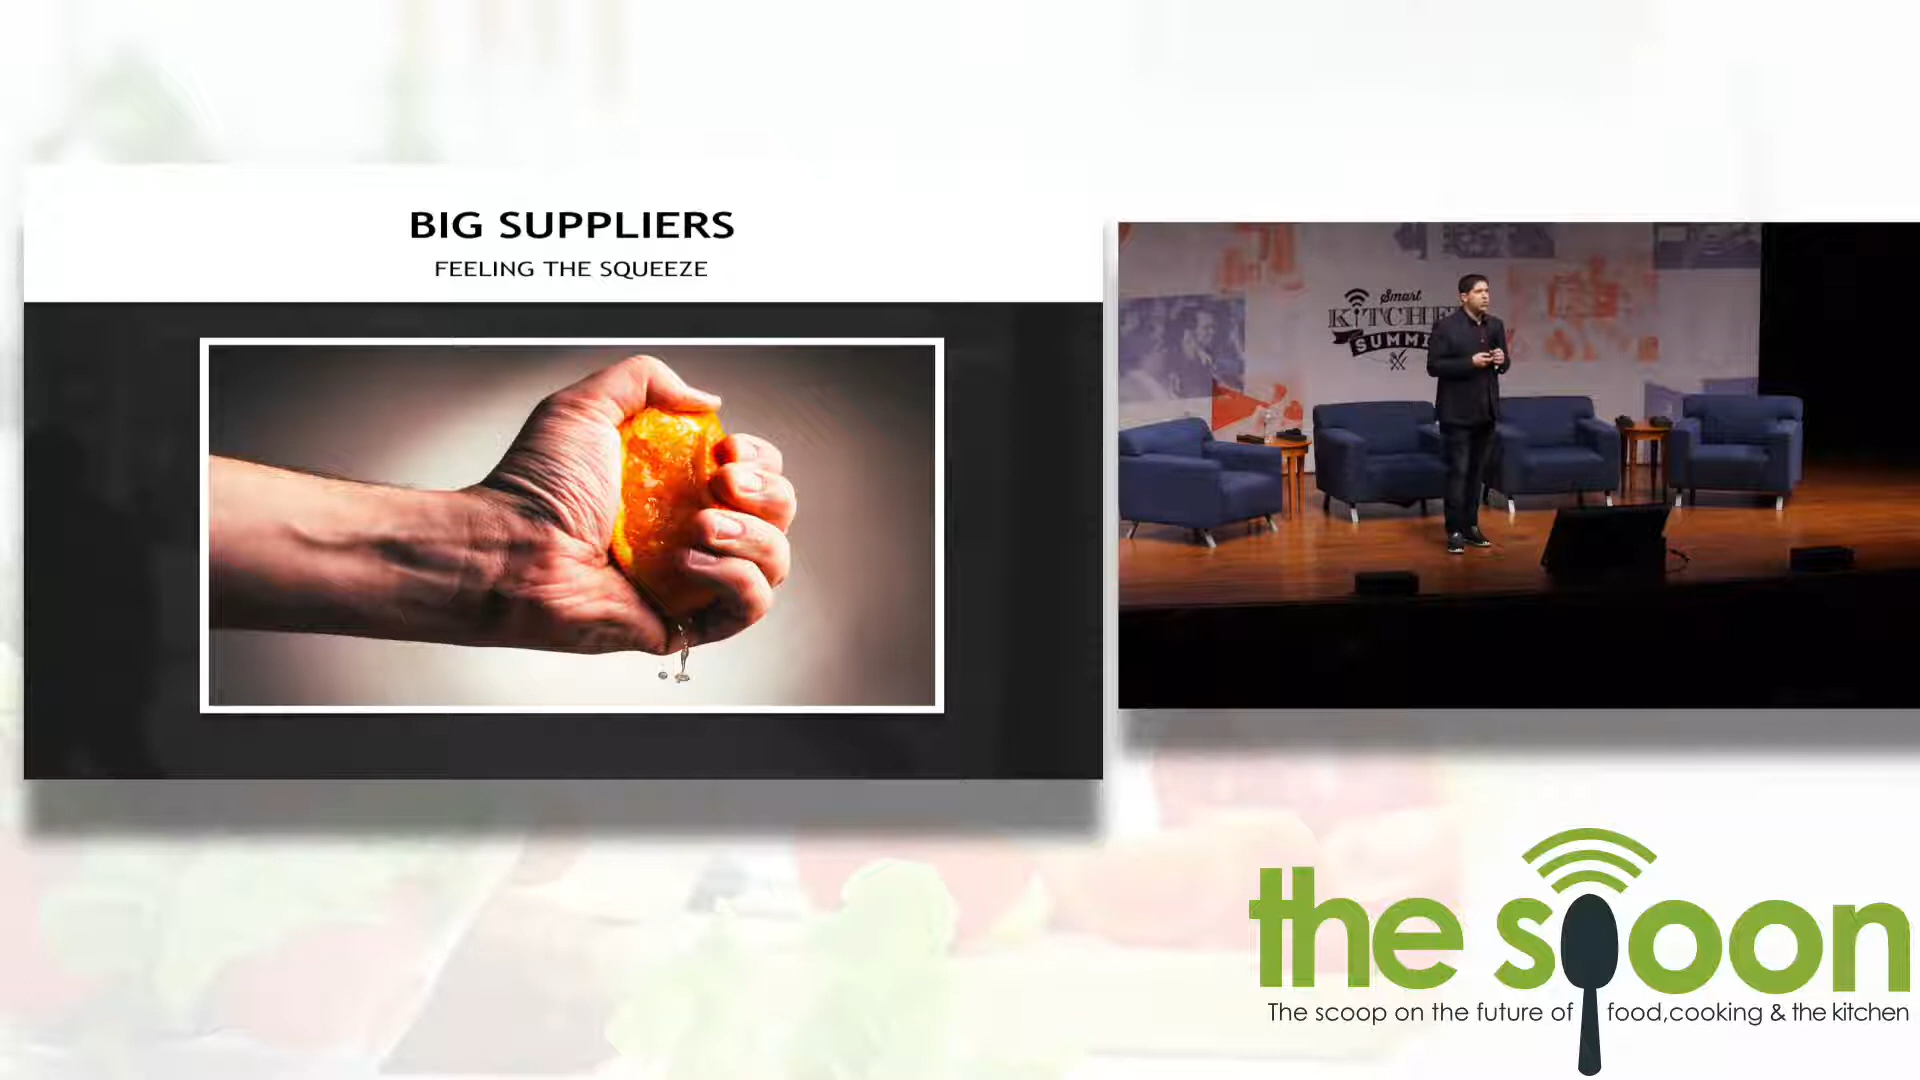 BIG SUPPLIERS
FEELING THE SQUEEZE
Smart
KITCHE
SUMMI
the spoon
The scoop on the future of food,cooking & the kitchen